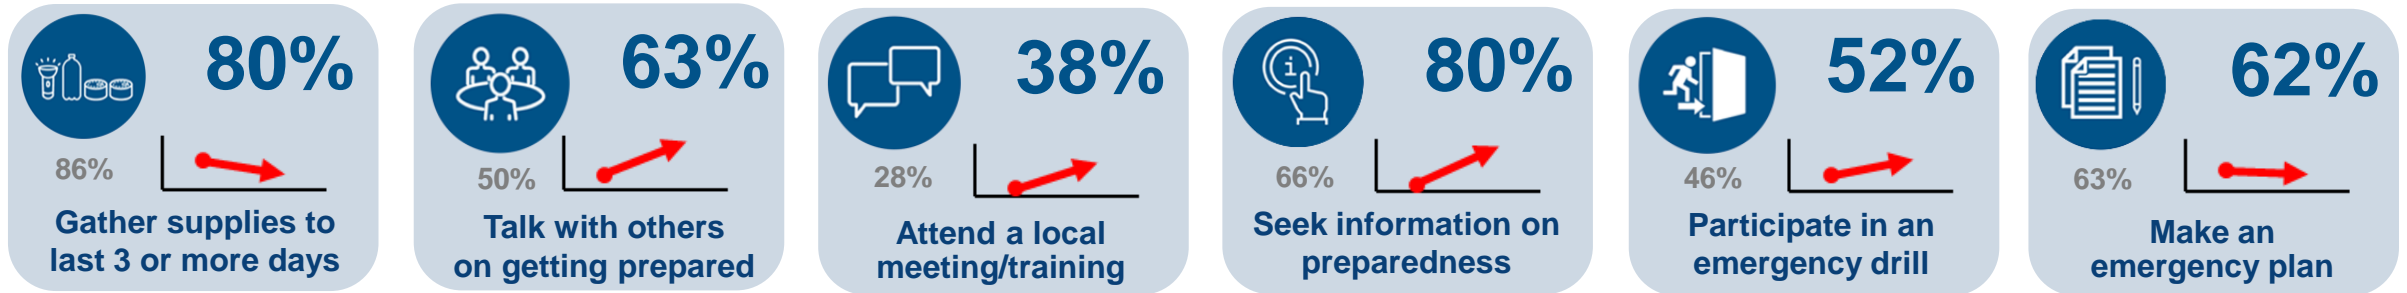 80%
86%
Gather supplies to
last 3 or more days
63%
50%
Talk with others
on getting prepared
38%
28%
Attend a local
meeting/training
i
80%
66%
Seek information on
preparedness
52%
46%
Participate in an
emergency drill
62%
63%
Make an
emergency plan